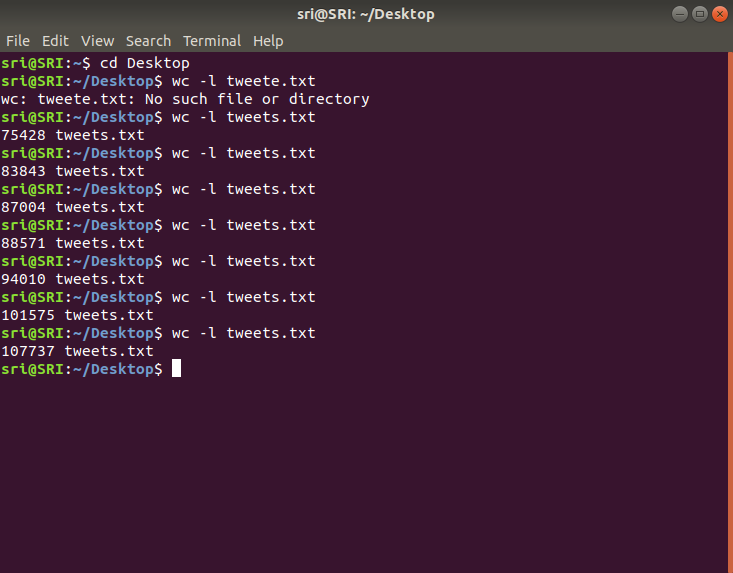 sri@SRI: ~/Desktop
File Edit View Search Terminal Help
sri@SRI:~$ cd Desktop
sri@SRI:~/Desktop$ wc -l tweete.txt
wc: tweete.txt: No such file or directory
sri@SRI:~/Desktop$ wc -l tweets.txt
75428 tweets.txt
sri@SRI:~/Desktop$ wc -l tweets.txt
83843 tweets.txt
sri@SRI:~/Desktop$ wc -l tweets.txt
87004 tweets.txt
sri@SRI:~/Desktop$ wc -l tweets.txt
88571 tweets.txt
sri@SRI:~/Desktop$ wc -l tweets.txt
94010 tweets.txt
sri@SRI:~/Desktop$ wc -l tweets.txt
101575 tweets.txt
sri@SRI:~/Desktop$ wc -l tweets.txt
107737 tweets.txt
sri@SRI:~/Desktop$